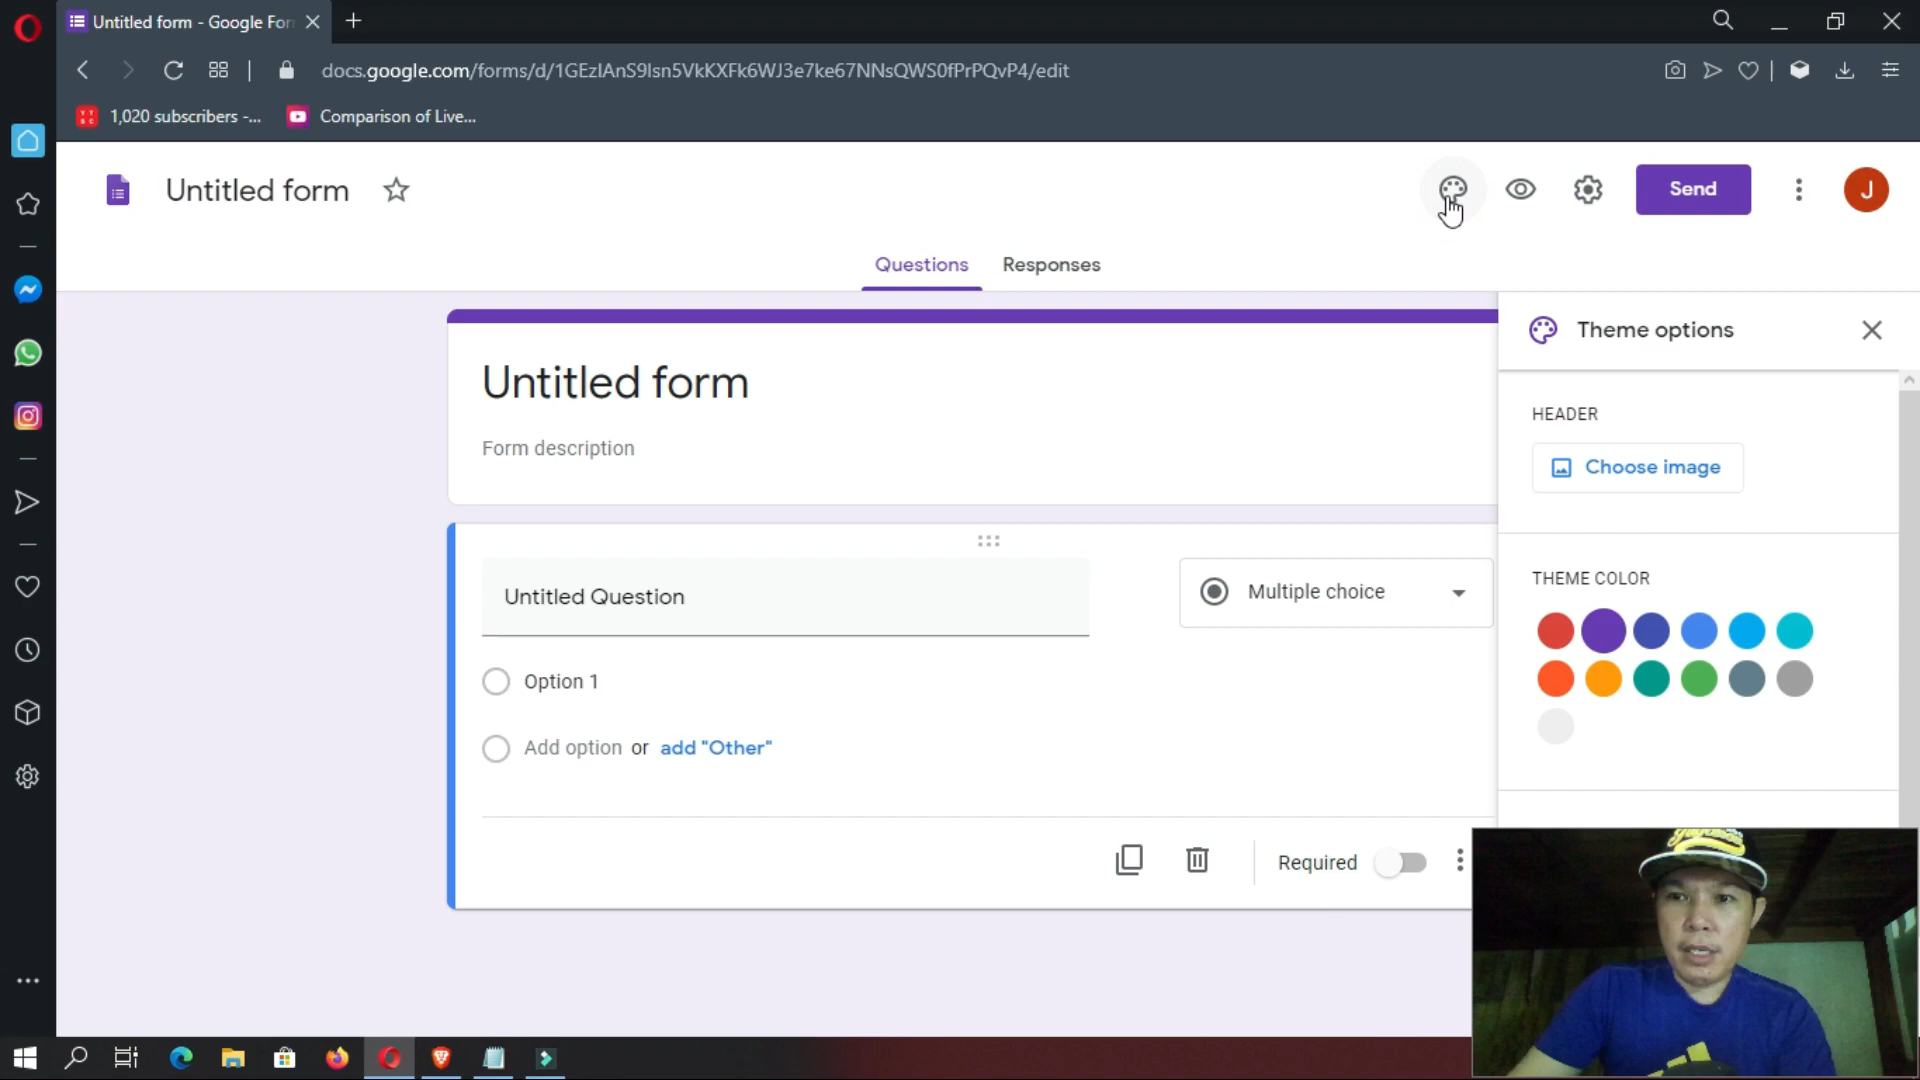 Untitled form - Google For
docs.google.com/forms/d/1GEzIAnS9Isn5VkKXFk6WJ3e7ke67NNsQWS0fPrPQvP4/edit
1,020 subscribers -...
Comparison of Live...
Untitled form
Send
J
Questions
Responses
Theme options
Untitled form
HEADER
Form description
Choose image
THEME COLOR
Untitled Question
Multiple choice
Option 1
Add option or add "Other"
Required